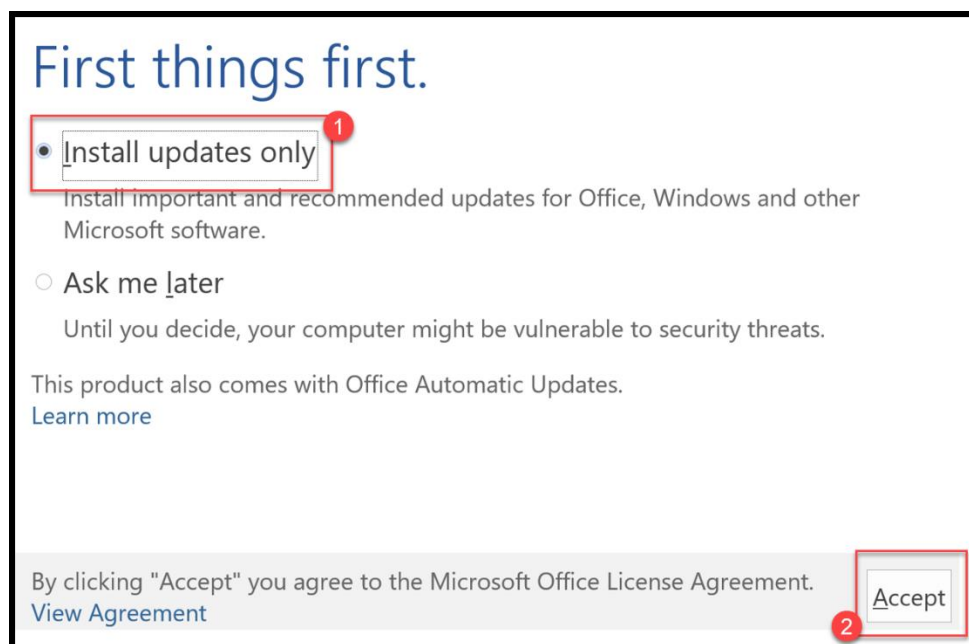 First things first.
1
Install updates only
Install important and recommended updates for Office, Windows and other
Microsoft software.
Ask me later
Until you decide, your computer might be vulnerable to security threats.
This product also comes with Office Automatic Updates.
Learn more
By clicking "Accept" you agree to the Microsoft Office License Agreement.
View Agreement
Accept
2